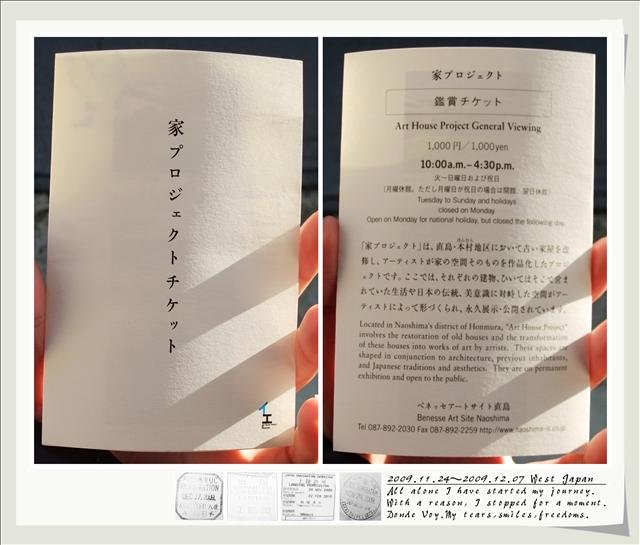 家プロジェクトチケット
家プロジェクト
鑑賞チケット
Art House Project General Viewing
1,000円／1,000yen
10:00a.m.–4:30p.m.
火〜日曜日および祝日
（月曜休館。ただし月曜日が祝日の場合は開館、翌日休館）
Tuesday to Sunday and holidays
closed on Monday
Open on Monday for national holiday, but closed the following day.
「家プロジェクト」は、直島・本村地区において古い家屋を改
修し、アーティストが家の空間そのものを作品化したプロジ
ェクトです。ここでは、それぞれの建物、ひいてはそこで営ま
れていた生活や日本の伝統、美意識に対峙した空間がアー
ティストによって形づくられ、永久展示・公開されています。
Located in Naoshima's district of Honmura, "Art House Project"
involves the restoration of old houses and the transformation
of these houses into works of art by artists. These spaces are
shaped in conjunction to architecture, previous inhabitants,
and Japanese traditions and aesthetics. They are on permanent
exhibition and open to the public.
ベネッセアートサイト直島
Benesse Art Site Naoshima
Tel 087-892-2030 Fax 087-892-2259 http://www.naoshima-is.co.jp
2009.11.24～2009.12.07 West Japan
All alone I have started my journey.
With a reason, I stopped for a moment.
Donde Voy.My tears,smiles,freedoms.